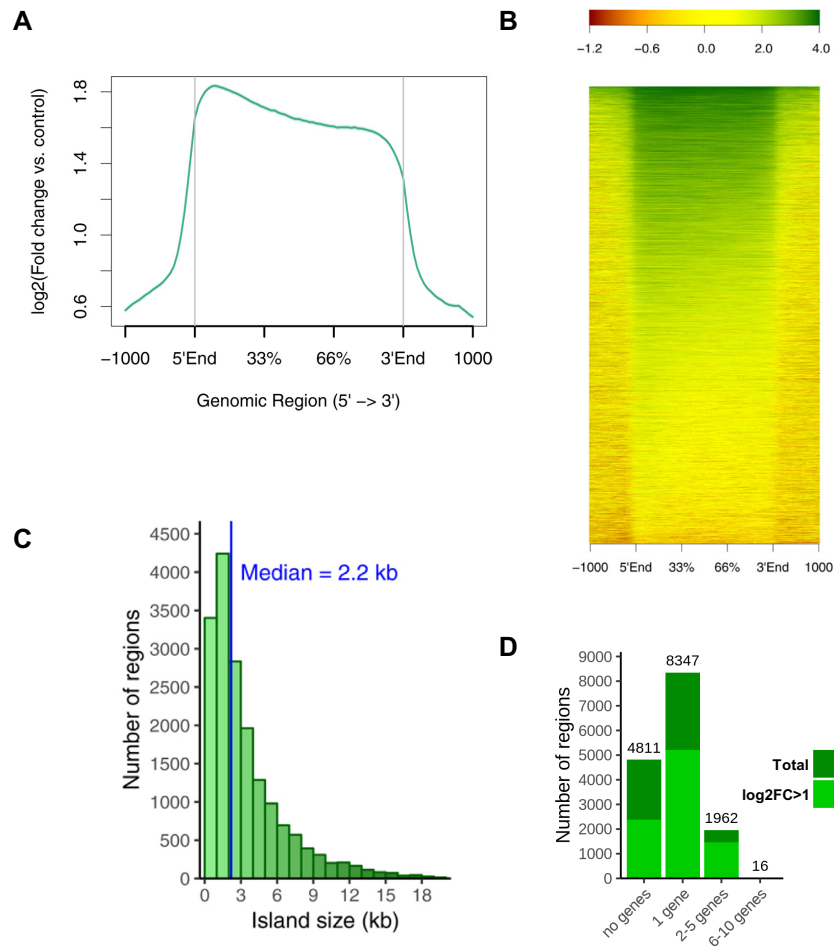 A
log2(Fold change vs. control)
1.8
1.4
1.0
0.6
−1000 5'End 33% 66% 3'End 1000
Genomic Region (5' −> 3')
B
−1.2 −0.6 0.0 2.0 4.0
−1000 5'End 33% 66% 3'End 1000
C
Number of regions
4500
4000
3500
3000
2500
2000
1500
1000
500
0
Median = 2.2 kb
0 3 6 9 12 15 18
Island size (kb)
D
Number of regions
9000
8000
7000
6000
5000
4000
3000
2000
1000
0
4811
8347
1962
16
Total
log2FC>1
no genes
1 gene
2-5 genes
6-10 genes